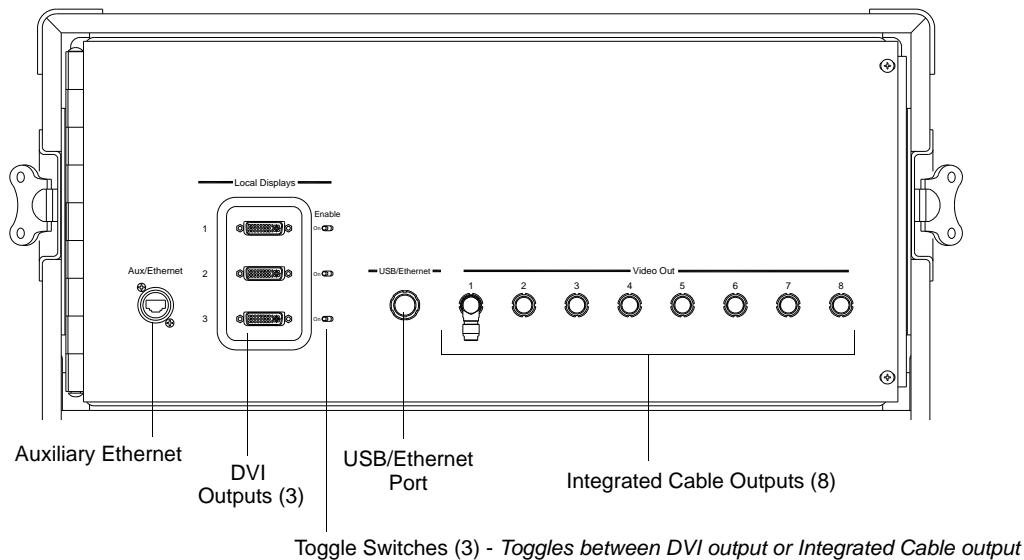 Local Displays
Enable
1
On
Aux/Ethernet
2
On
3
On
USB/Ethernet
Video Out
1 2 3 4 5 6 7 8
Auxiliary Ethernet
DVI
Outputs (3)
USB/Ethernet
Port
Integrated Cable Outputs (8)
Toggle Switches (3) - Toggles between DVI output or Integrated Cable output